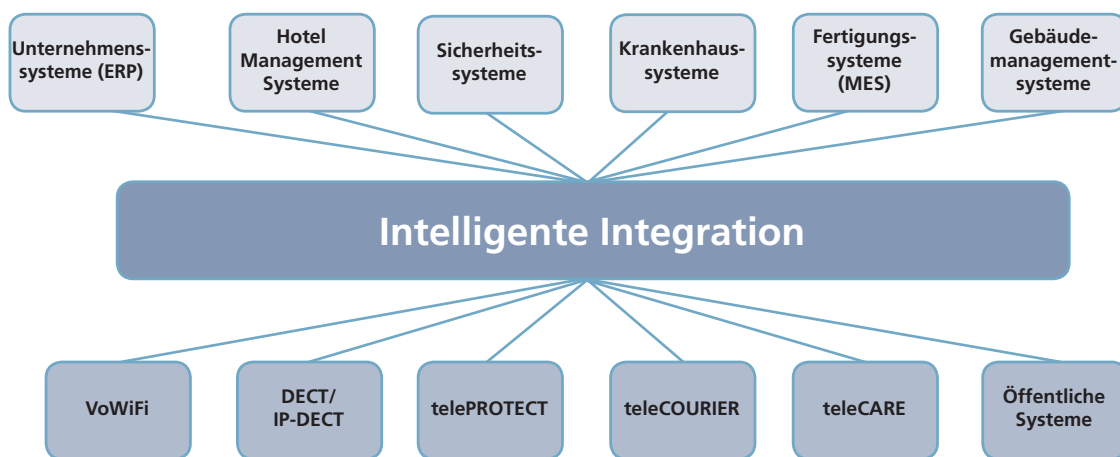 Unternehmens-
systeme (ERP)
Hotel
Management
Systeme
Sicherheits-
systeme
Krankenhaus-
systeme
Fertigungs-
systeme
(MES)
Gebäude-
management-
systeme
Intelligente Integration
VoWiFi
DECT/
IP-DECT
telePROTECT
teleCOURIER
teleCARE
Öffentliche
Systeme